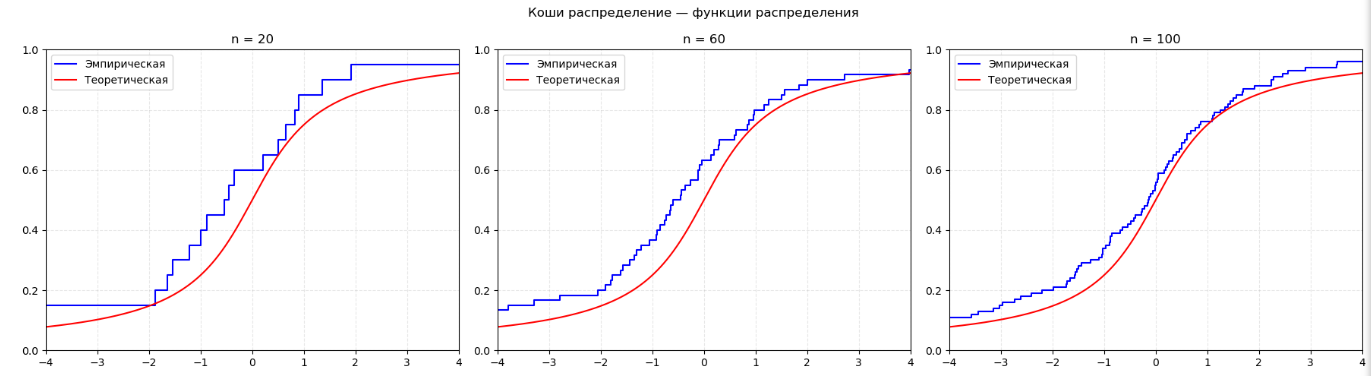 Коши распределение — функции распределения
n = 20
n = 60
n = 100
Эмпирическая
Теоретическая
Эмпирическая
Теоретическая
Эмпирическая
Теоретическая
1.0
0.8
0.6
0.4
0.2
0.0
−4 −3 −2 −1 0 1 2 3 4
1.0
0.8
0.6
0.4
0.2
0.0
−4 −3 −2 −1 0 1 2 3 4
1.0
0.8
0.6
0.4
0.2
0.0
−4 −3 −2 −1 0 1 2 3 4